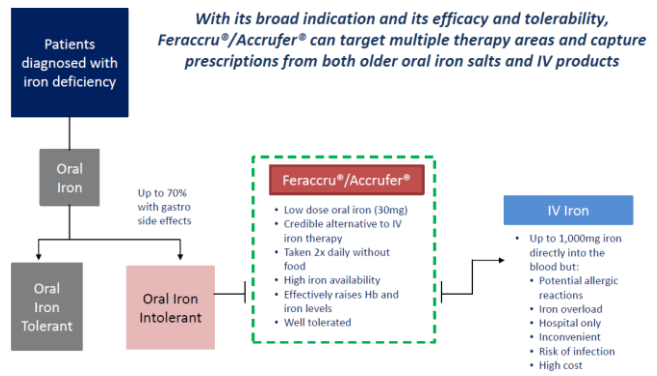 With its broad indication and its efficacy and tolerability,
Feraccru®/Accrufer® can target multiple therapy areas and capture
prescriptions from both older oral iron salts and IV products
Patients
diagnosed with
iron deficiency
Oral
Iron
Up to 70%
with gastro
side effects
Oral
Iron
Tolerant
Oral Iron
Intolerant
Feraccru®/Accrufer®
• Low dose oral iron (30mg)
• Credible alternative to IV
iron therapy
• Taken 2x daily without
food
• High iron availability
• Effectively raises Hb and
iron levels
• Well tolerated
IV Iron
• Up to 1,000mg iron
directly into the
blood but:
• Potential allergic
reactions
• Iron overload
• Hospital only
• Inconvenient
• Risk of infection
• High cost